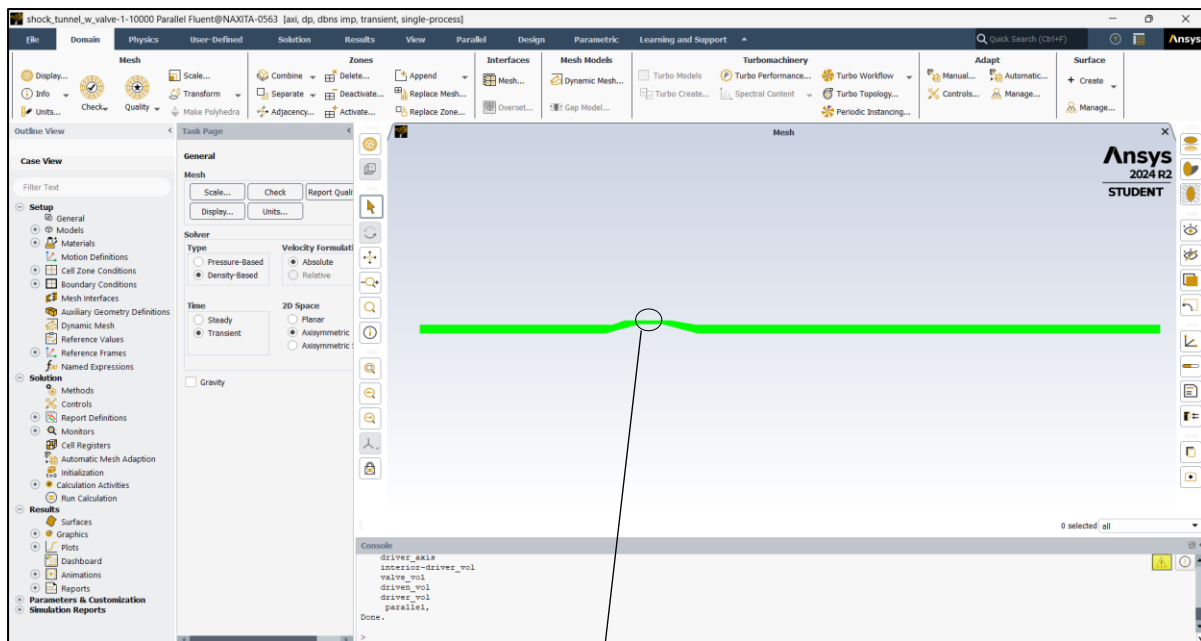 shock_tunnel_w_valve-1-10000 Parallel Fluent@NAXITA-0563 [axi, dp, dbns imp, transient, single-process]
File Domain Physics User-Defined Solution Results View Parallel Design Parametric Learning and Support Quick Search (Ctrl+F) Ansys
Mesh Zones Interfaces Mesh Models Turbomachinery Adapt Surface
Display... Scale... Combine Delete... Append Mesh... Dynamic Mesh... Turbo Models Turbo Performance... Turbo Workflow Manual... Automatic... Create
Info Check Quality Transform Separate Deactivate... Replace Mesh... Turbo Create... Spectral Content Turbo Topology... Controls... Manage...
Units... Make Polyhedra Adjacency... Activate... Replace Zone... Overset... Gap Model... Periodic Instancing... Manage...
Outline View
Case View
Filter Text
Setup
General
Models
Materials
Motion Definitions
Cell Zone Conditions
Boundary Conditions
Mesh Interfaces
Auxiliary Geometry Definitions
Dynamic Mesh
Reference Values
Reference Frames
Named Expressions
Solution
Methods
Controls
Report Definitions
Monitors
Cell Registers
Automatic Mesh Adaption
Initialization
Calculation Activities
Run Calculation
Results
Surfaces
Graphics
Plots
Dashboard
Animations
Reports
Parameters & Customization
Simulation Reports
Task Page
General
Mesh
Scale... Check Report Quali
Display... Units...
Solver
Type Velocity Formulati
Pressure-Based Absolute
Density-Based Relative
Time 2D Space
Steady Planar
Transient Axisymmetric
Axisymmetric S
Gravity
Mesh
Ansys
2024 R2
STUDENT
0 selected all
Console
driver_axis
interior-driver_vol
valve_vol
driven_vol
driver_vol
parallel,
Done.
>